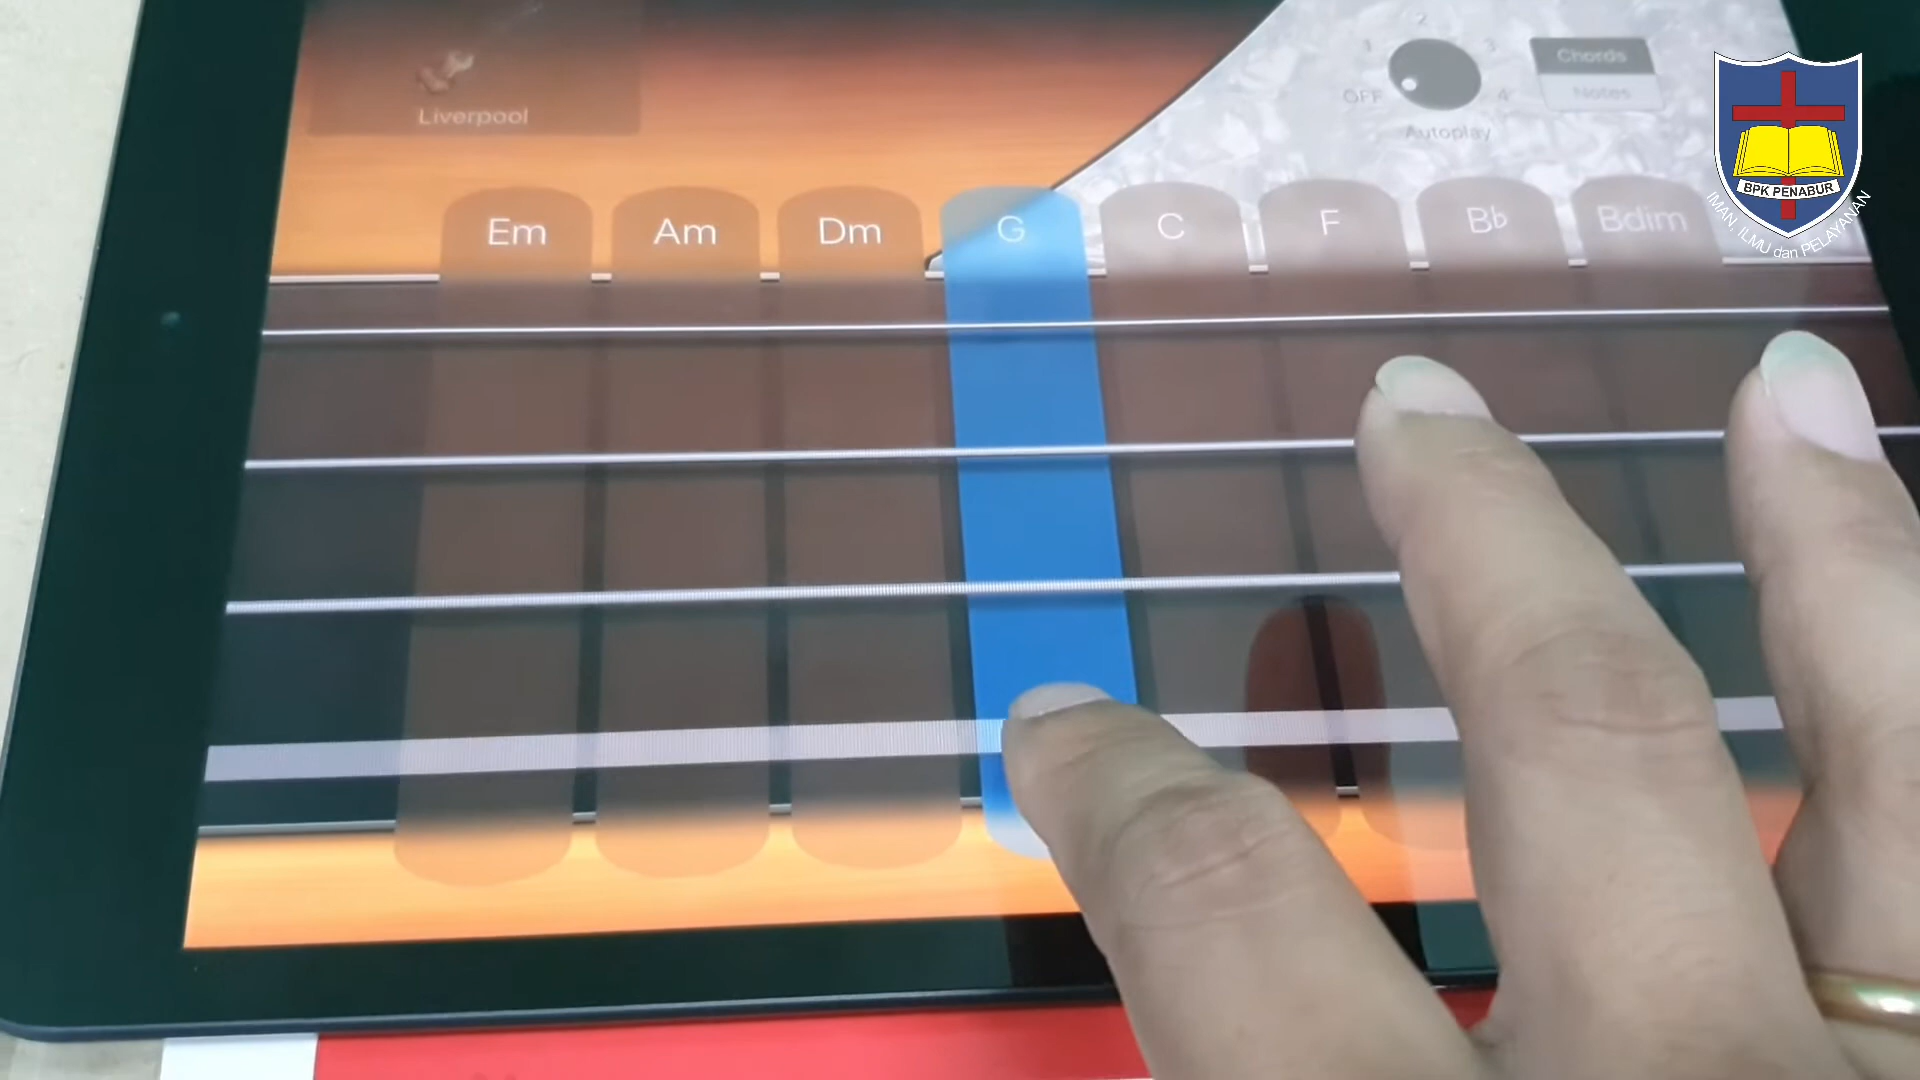 Liverpool
1 2 3 4
OFF
Autoplay
Chords
Notes
Em Am Dm G C F Bb Bdim
BPK PENABUR
IMAN, ILMU dan PELAYANAN